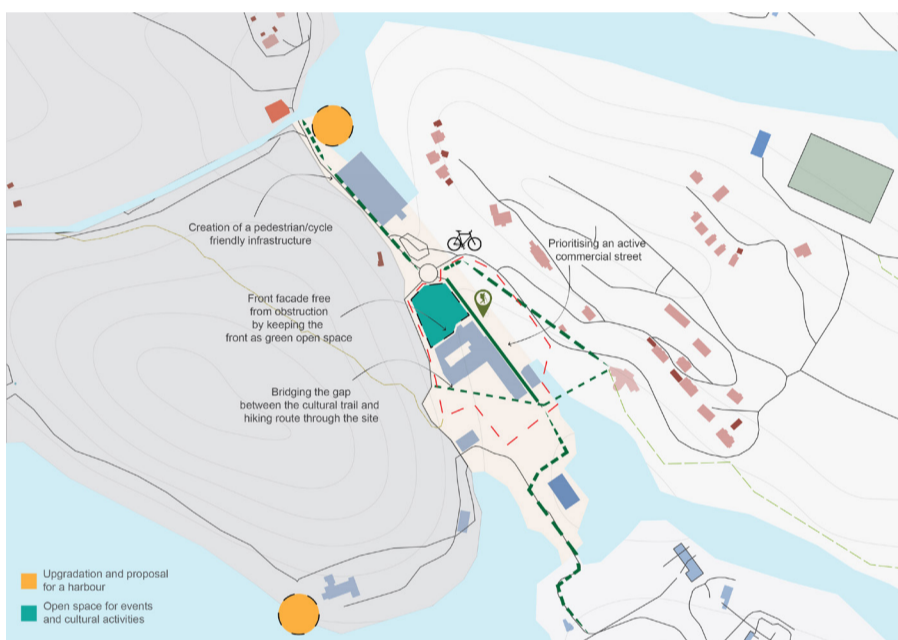 Creation of a pedestrian/cycle
friendly infrastructure
Prioritising an active
commercial street
Front facade free
from obstruction
by keeping the
front as green open space
Bridging the gap
between the cultural trail and
hiking route through the site
Upgradation and proposal
for a harbour
Open space for events
and cultural activities